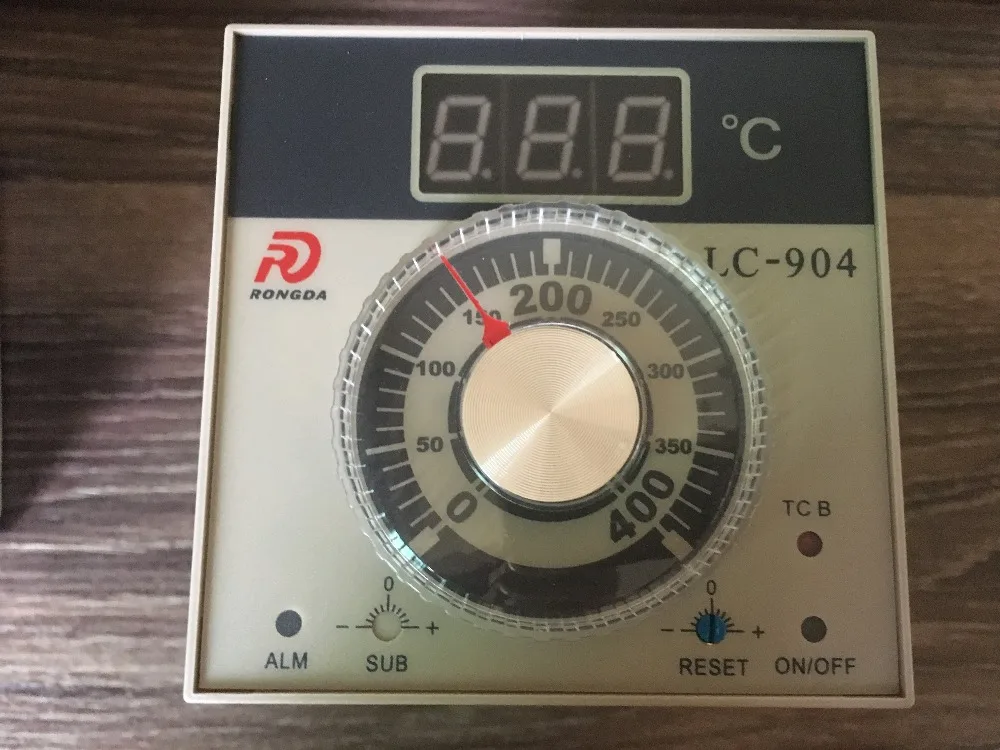 8.8.8.
°C
RONGDA
LC-904
200
150
250
100
300
50
350
0
400
TC B
0
0
- +
- +
ALM
SUB
RESET
ON/OFF